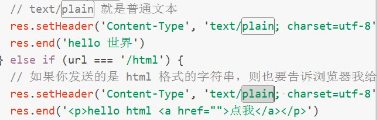 // text/plain 就是普通文本
res.setHeader('Content-Type', 'text/plain; charset=utf-8'
res.end('hello 世界')
} else if (url === '/html') {
// 如果你发送的是 html 格式的字符串，则也要告诉浏览器我给
res.setHeader('Content-Type', 'text/plain; charset=utf-8'
res.end('<p>hello html <a href="">点我</a></p>')